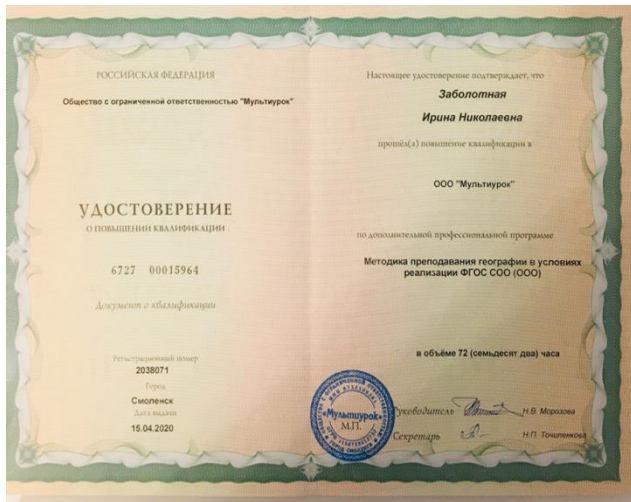 РОССИЙСКАЯ ФЕДЕРАЦИЯ
Общество с ограниченной ответственностью "Мультиурок"
УДОСТОВЕРЕНИЕ
О ПОВЫШЕНИИ КВАЛИФИКАЦИИ
6727 00015964
Документ о квалификации
Регистрационный номер
2038071
Город
Смоленск
Дата выдачи
15.04.2020
Настоящее удостоверение подтверждает, что
Заболотная
Ирина Николаевна
прошёл(а) повышение квалификации в
ООО "Мультиурок"
по дополнительной профессиональной программе
Методика преподавания географии в условиях
реализации ФГОС СОО (ООО)
в объёме 72 (семьдесят два) часа
«Мультиурок»
М.П.
Руководитель Н.В. Морозова
Секретарь Н.П. Точиленкова